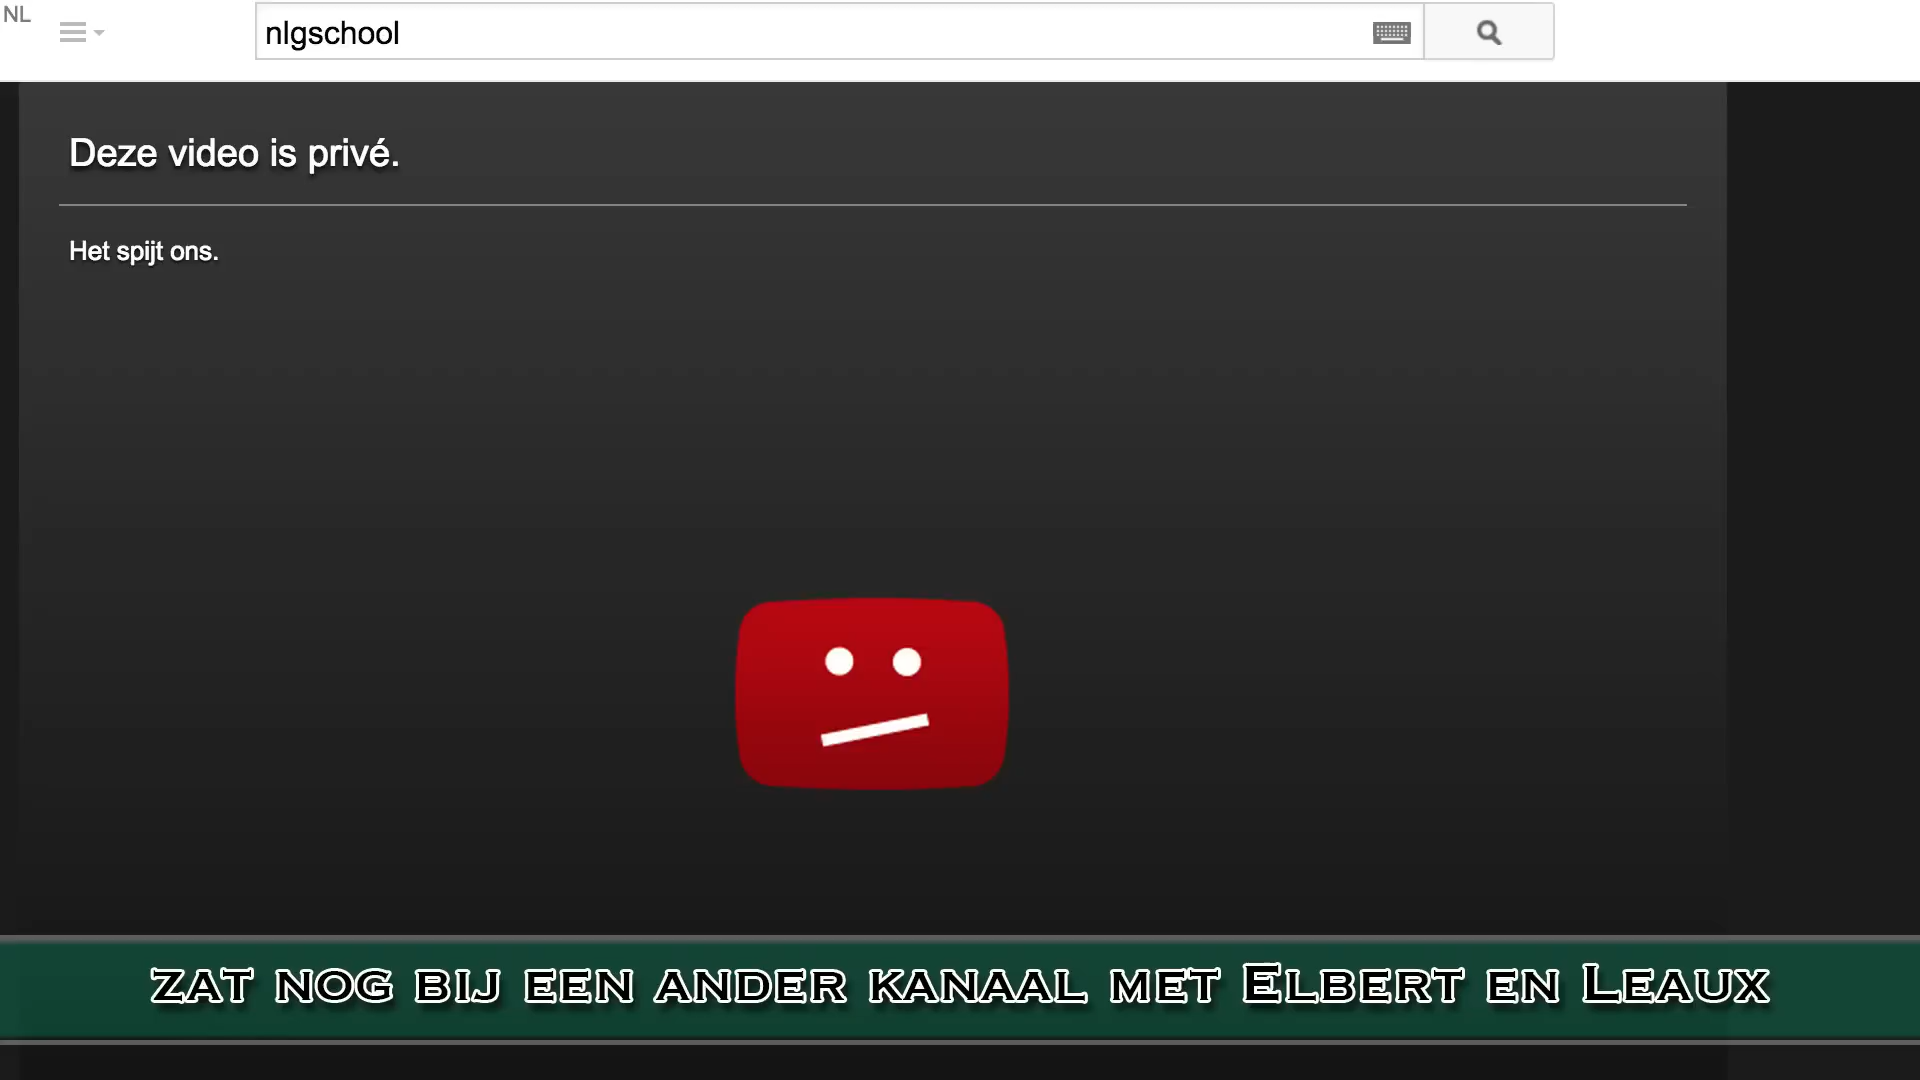 NL
nlgschool
Deze video is privé.
Het spijt ons.
zat nog bij een ander kanaal met Elbert en Leaux